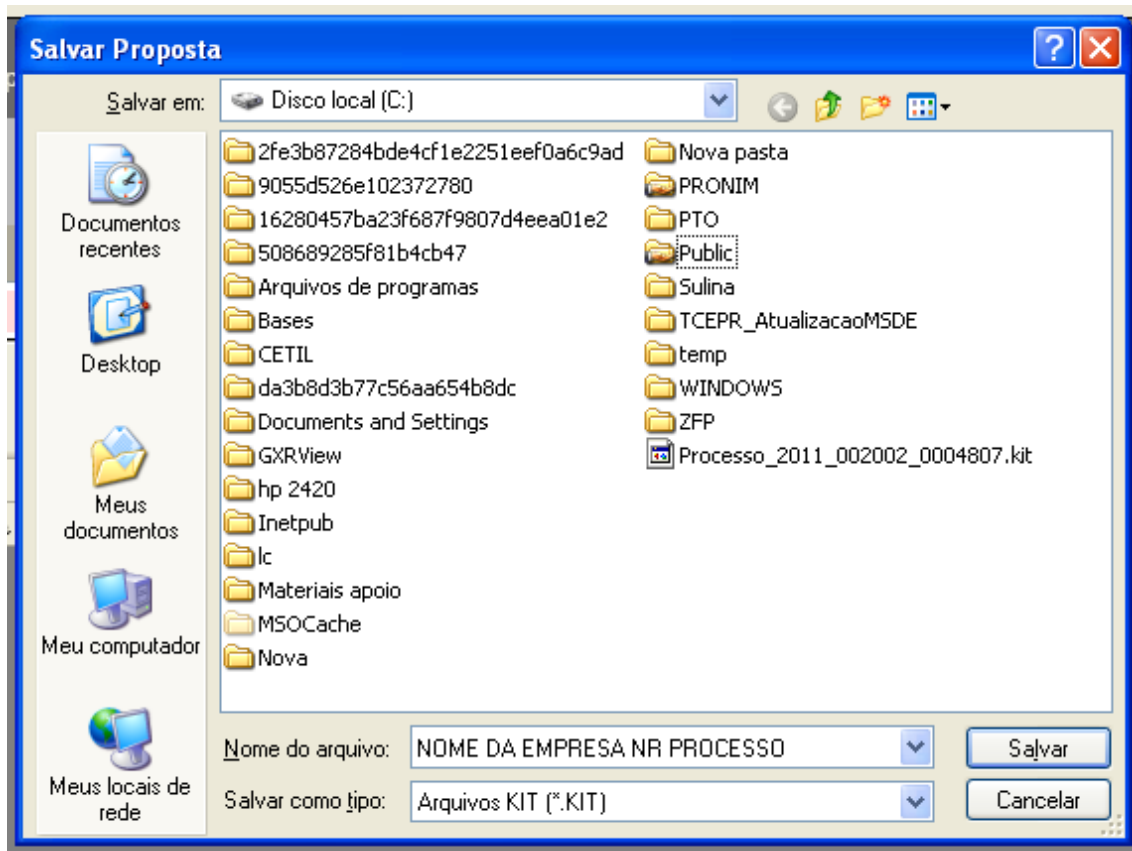 Salvar Proposta
Salvar em:
Disco local (C:)
Documentos
recentes
Desktop
Meus
documentos
Meu computador
Meus locais de
rede
2fe3b87284bde4cf1e2251eef0a6c9ad
9055d526e102372780
16280457ba23f687f9807d4eea01e2
508689285f81b4cb47
Arquivos de programas
Bases
CETIL
da3b8d3b77c56aa654b8dc
Documents and Settings
GXRView
hp 2420
Inetpub
lc
Materiais apoio
MSOCache
Nova
Nova pasta
PRONIM
PTO
Public
Sulina
TCEPR_AtualizacaoMSDE
temp
WINDOWS
ZFP
Processo_2011_002002_0004807.kit
Nome do arquivo:
NOME DA EMPRESA NR PROCESSO
Salvar
Salvar como tipo:
Arquivos KIT (*.KIT)
Cancelar